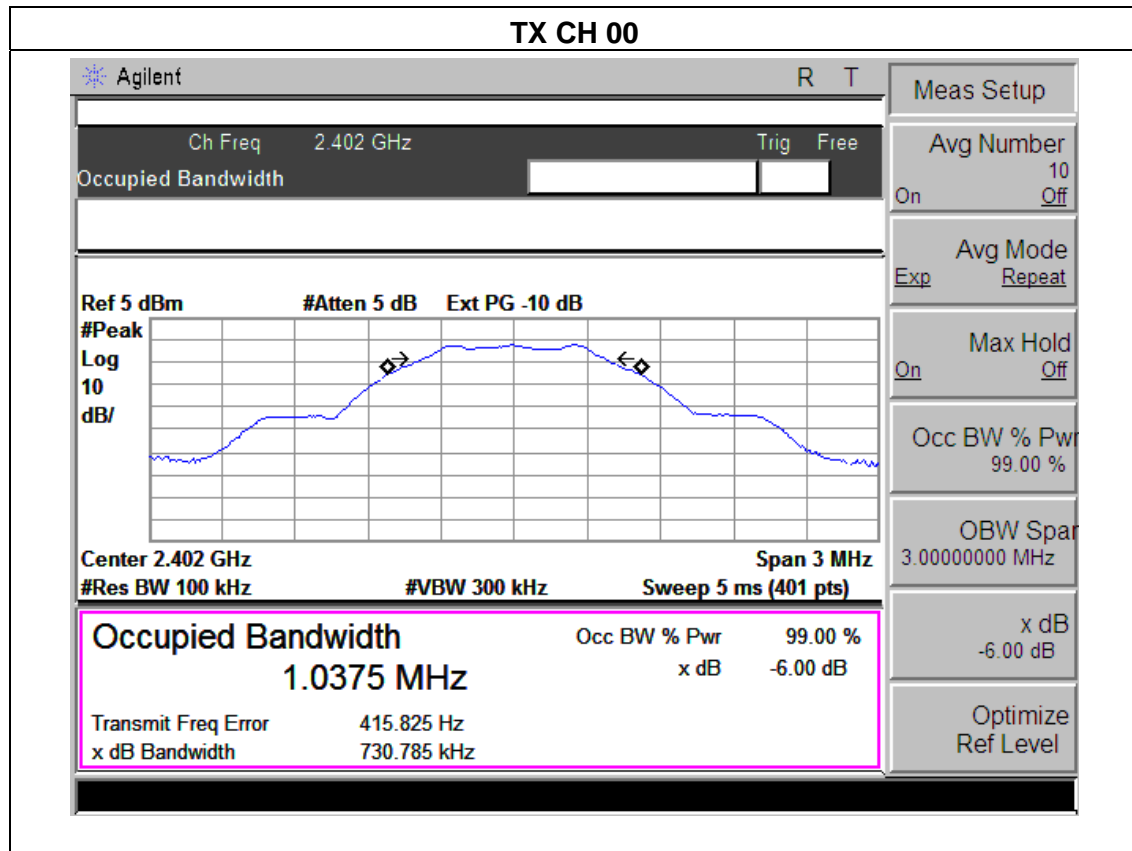 TX CH 00
Agilent R T
Ch Freq 2.402 GHz Trig Free
Occupied Bandwidth
Ref 5 dBm #Atten 5 dB Ext PG -10 dB
#Peak
Log
10
dB/
Center 2.402 GHz Span 3 MHz
#Res BW 100 kHz #VBW 300 kHz Sweep 5 ms (401 pts)
Occupied Bandwidth
1.0375 MHz
Occ BW % Pwr 99.00 %
x dB -6.00 dB
Transmit Freq Error 415.825 Hz
x dB Bandwidth 730.785 kHz
Meas Setup
Avg Number
10
On Off
Avg Mode
Exp Repeat
Max Hold
On Off
Occ BW % Pwr
99.00 %
OBW Span
3.00000000 MHz
x dB
-6.00 dB
Optimize
Ref Level